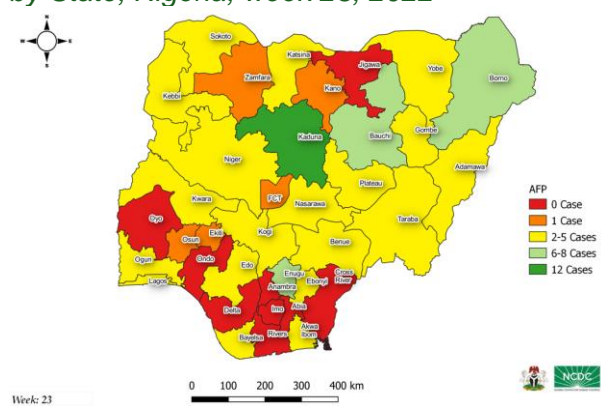 by State, Nigeria, week 23, 2022
N
W
E
S
Sokoto
Katsina
Jigawa
Yobe
Borno
Zamfara
Kano
Kebbi
Kaduna
Bauchi
Gombe
Niger
Adamawa
Plateau
FCT
Kwara
Nasarawa
Taraba
Oyo
Kogi
Osun
Ekiti
Benue
Ogun
Ondo
Edo
Enugu
Cross
River
Lagos
Anambra
Ebonyi
Delta
Imo
Abia
Akwa
Ibom
Bayelsa
Rivers
AFP
0 Case
1 Case
2-5 Cases
6-8 Cases
12 Cases
Week: 23
0 100 200 300 400 km
NCDC